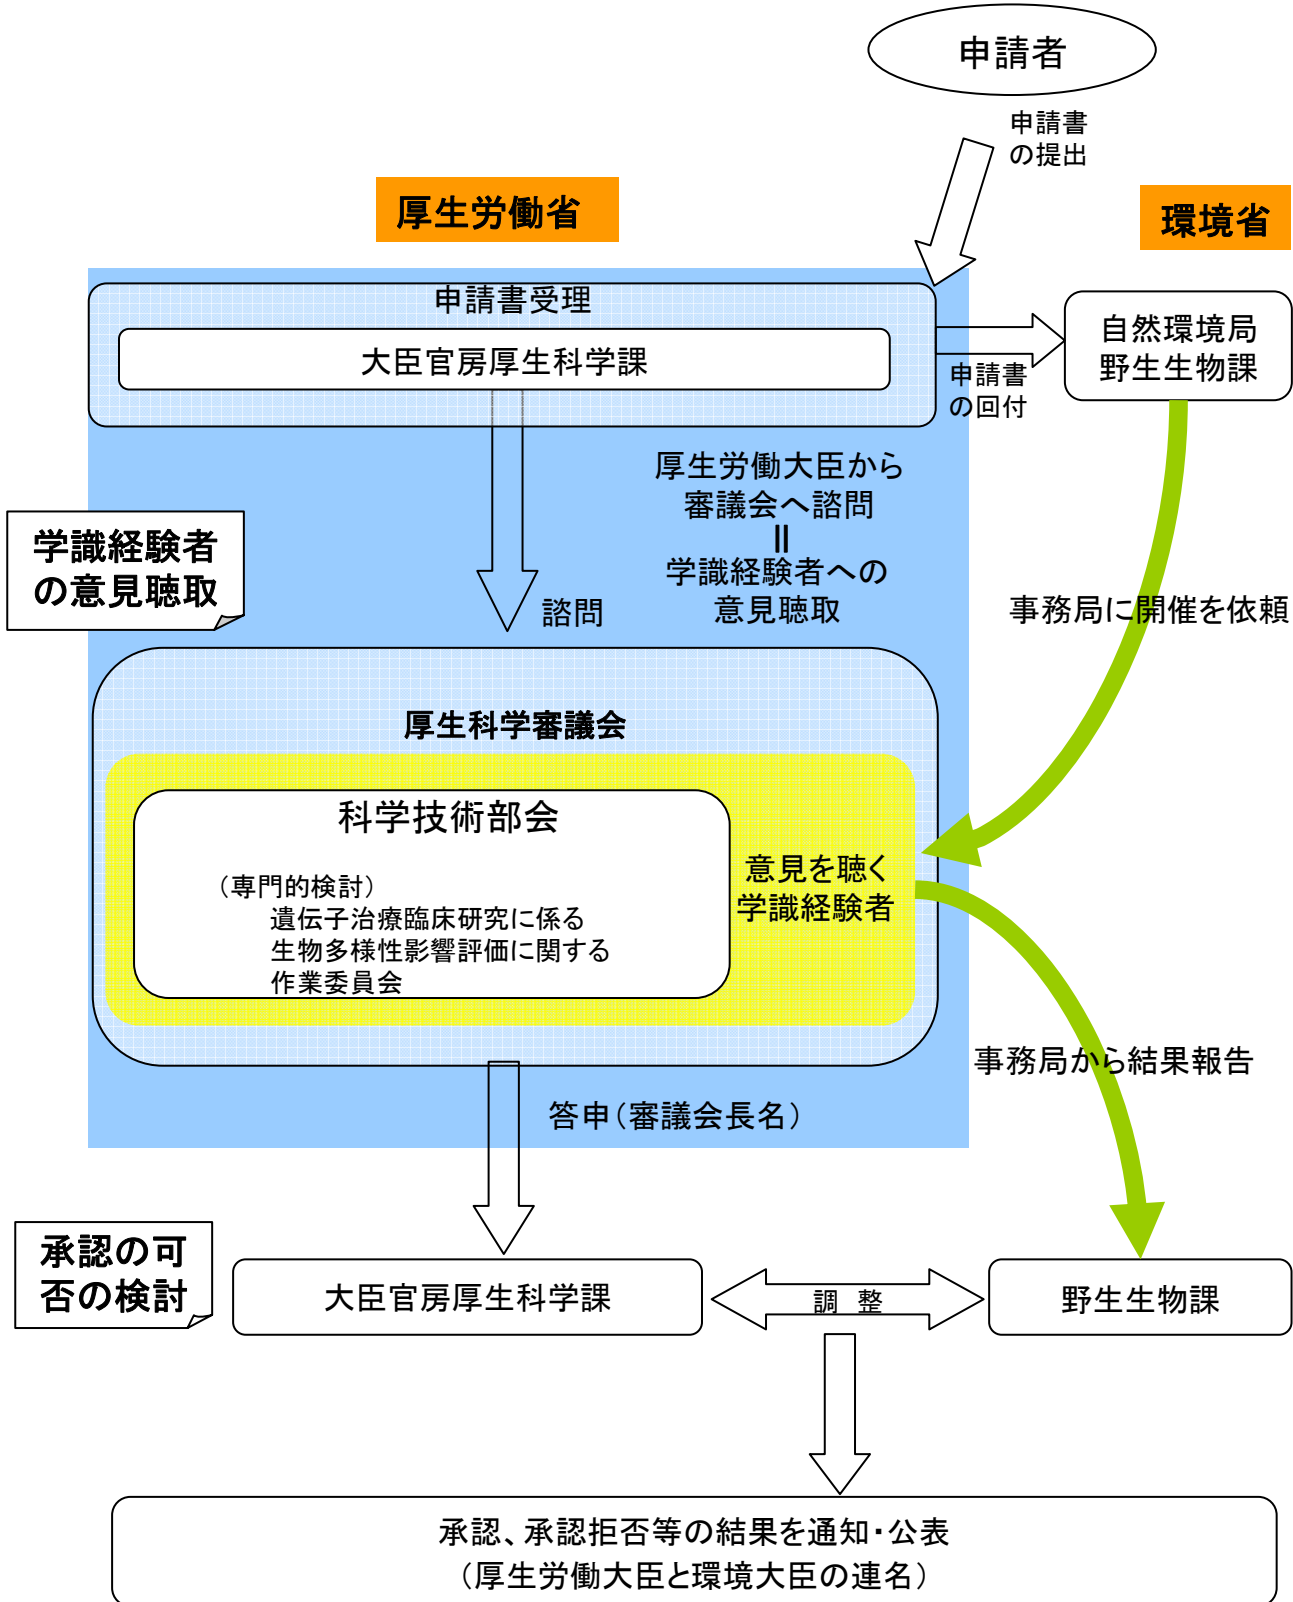 申請者
申請書
の提出
厚生労働省
環境省
申請書受理
大臣官房厚生科学課
自然環境局
野生生物課
申請書
の回付
厚生労働大臣から
審議会へ諮問
||
学識経験者への
意見聴取
学識経験者
の意見聴取
諮問
事務局に開催を依頼
厚生科学審議会
科学技術部会
（専門的検討）
遺伝子治療臨床研究に係る
生物多様性影響評価に関する
作業委員会
意見を聴く
学識経験者
事務局から結果報告
答申（審議会長名）
承認の可
否の検討
大臣官房厚生科学課
調　整
野生生物課
承認、承認拒否等の結果を通知・公表
（厚生労働大臣と環境大臣の連名）